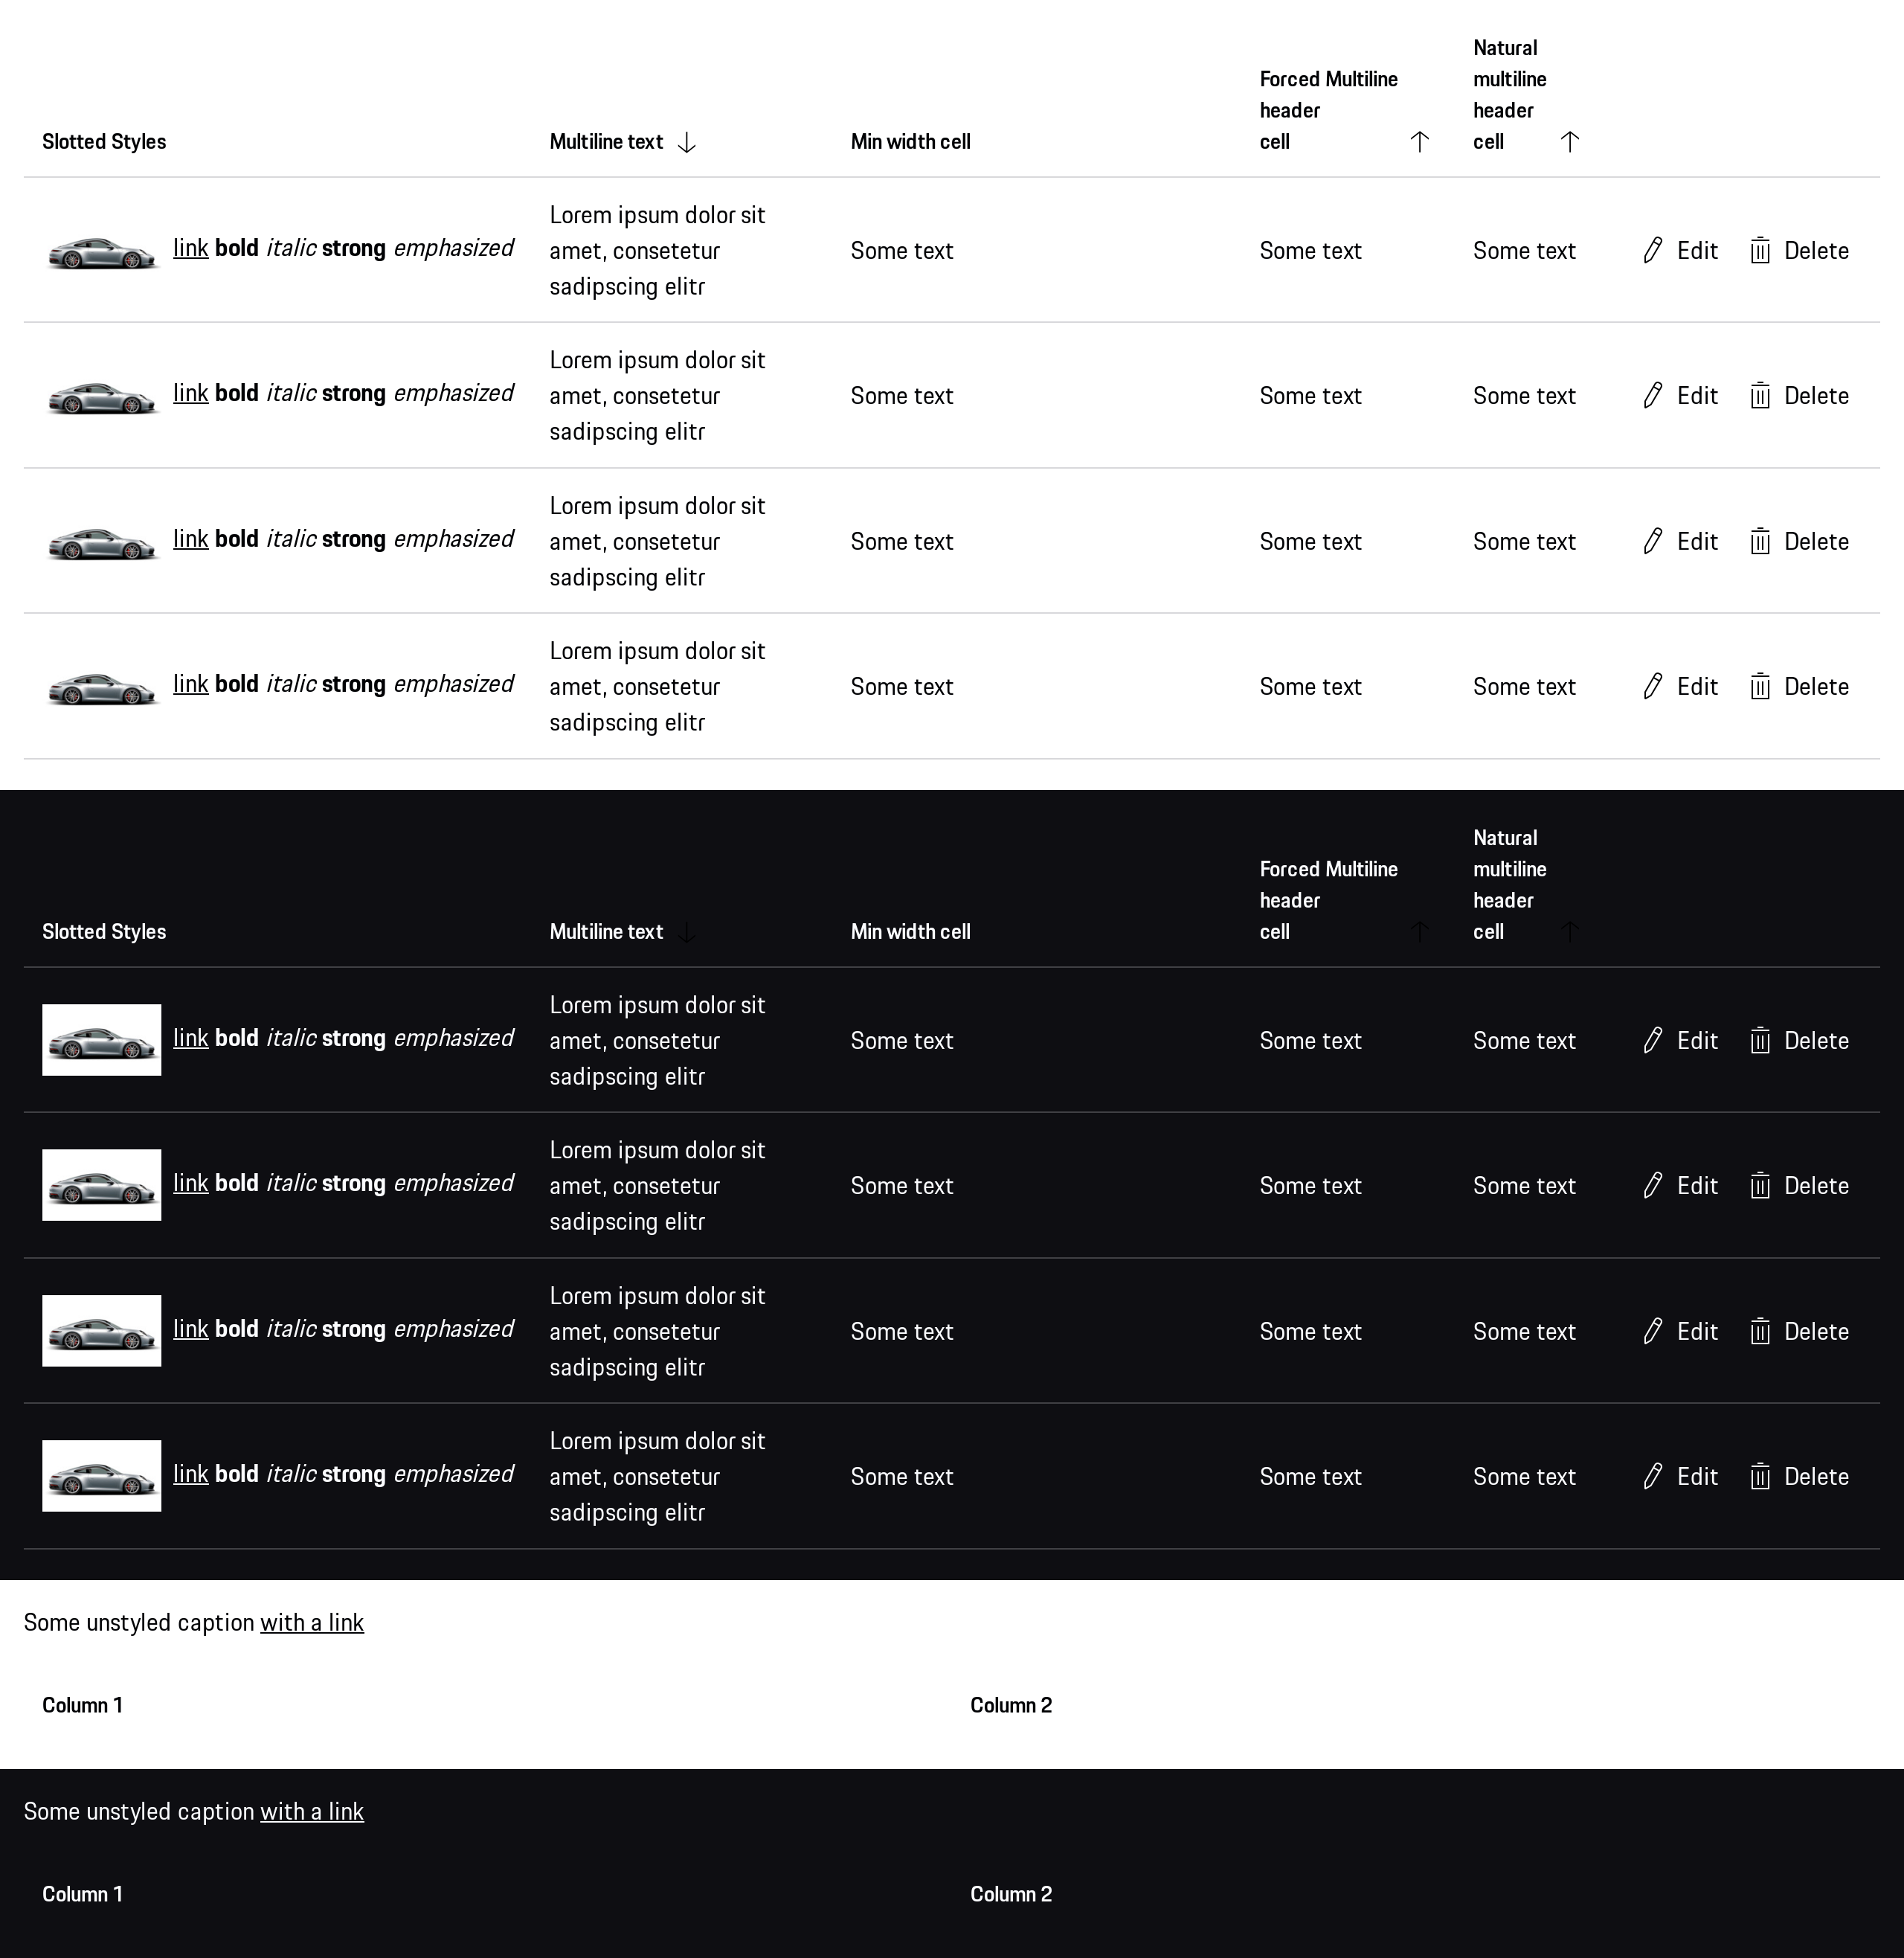 Slotted Styles
Multiline text
Min width cell
Forced Multiline
header
cell
Natural
multiline
header
cell
link bold italic strong emphasized
Lorem ipsum dolor sit
amet, consetetur
sadipscing elitr
Some text
Some text
Some text
Edit
Delete
link bold italic strong emphasized
Lorem ipsum dolor sit
amet, consetetur
sadipscing elitr
Some text
Some text
Some text
Edit
Delete
link bold italic strong emphasized
Lorem ipsum dolor sit
amet, consetetur
sadipscing elitr
Some text
Some text
Some text
Edit
Delete
link bold italic strong emphasized
Lorem ipsum dolor sit
amet, consetetur
sadipscing elitr
Some text
Some text
Some text
Edit
Delete
Slotted Styles
Multiline text
Min width cell
Forced Multiline
header
cell
Natural
multiline
header
cell
link bold italic strong emphasized
Lorem ipsum dolor sit
amet, consetetur
sadipscing elitr
Some text
Some text
Some text
Edit
Delete
link bold italic strong emphasized
Lorem ipsum dolor sit
amet, consetetur
sadipscing elitr
Some text
Some text
Some text
Edit
Delete
link bold italic strong emphasized
Lorem ipsum dolor sit
amet, consetetur
sadipscing elitr
Some text
Some text
Some text
Edit
Delete
link bold italic strong emphasized
Lorem ipsum dolor sit
amet, consetetur
sadipscing elitr
Some text
Some text
Some text
Edit
Delete
Some unstyled caption with a link
Column 1
Column 2
Some unstyled caption with a link
Column 1
Column 2